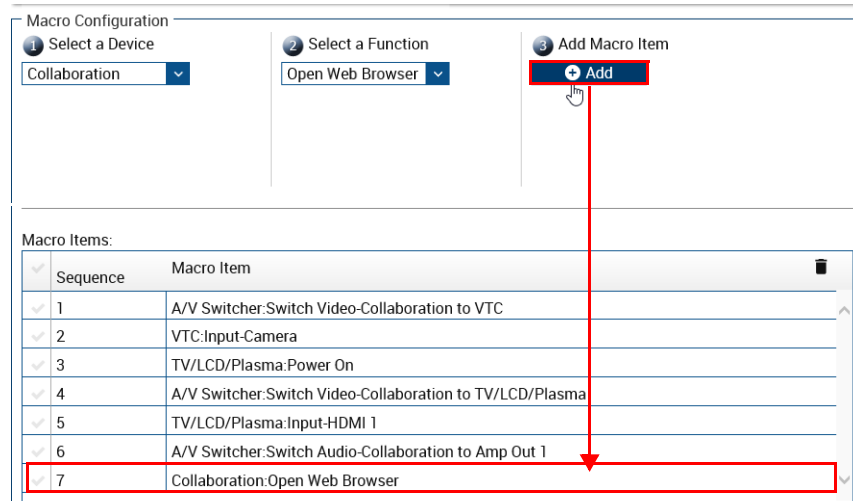 Macro Configuration
1 Select a Device
2 Select a Function
3 Add Macro Item
Collaboration
Open Web Browser
Add
Macro Items:
Sequence
Macro Item
1 A/V Switcher:Switch Video-Collaboration to VTC
2 VTC:Input-Camera
3 TV/LCD/Plasma:Power On
4 A/V Switcher:Switch Video-Collaboration to TV/LCD/Plasma
5 TV/LCD/Plasma:Input-HDMI 1
6 A/V Switcher:Switch Audio-Collaboration to Amp Out 1
7 Collaboration:Open Web Browser